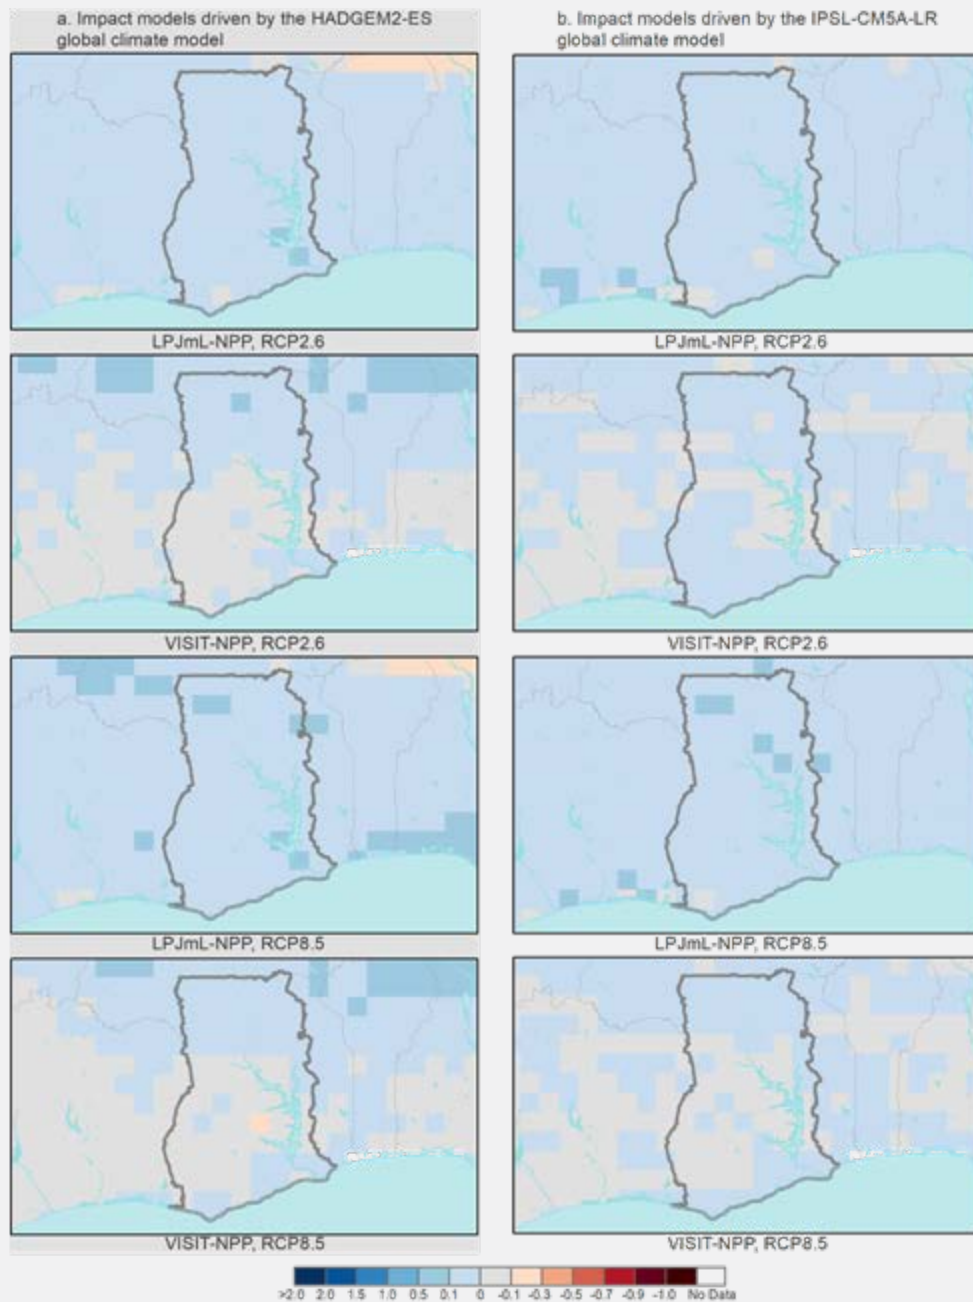 a. Impact models driven by the HADGEM2-ES
global climate model
b. Impact models driven by the IPSL-CM5A-LR
global climate model
LPJmL-NPP, RCP2.6
LPJmL-NPP, RCP2.6
VISIT-NPP, RCP2.6
VISIT-NPP, RCP2.6
LPJmL-NPP, RCP8.5
LPJmL-NPP, RCP8.5
VISIT-NPP, RCP8.5
VISIT-NPP, RCP8.5
>2.0 2.0 1.5 1.0 0.5 0.1 0 -0.1 -0.3 -0.5 -0.7 -0.9 -1.0 No Data